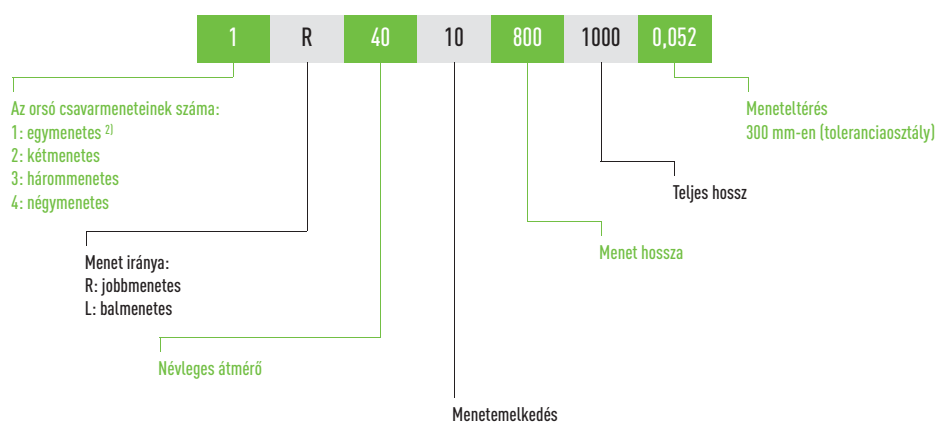 1 R 40 10 800 1000 0,052
Az orsó csavarmeneteinek száma:
1: egymenetes 2)
2: kétmenetes
3: hárommenetes
4: négymenetes
Menet iránya:
R: jobbmenetes
L: balmenetes
Névleges átmérő
Menetemelkedés
Menet hossza
Teljes hossz
Meneteltérés
300 mm-en (toleranciaosztály)